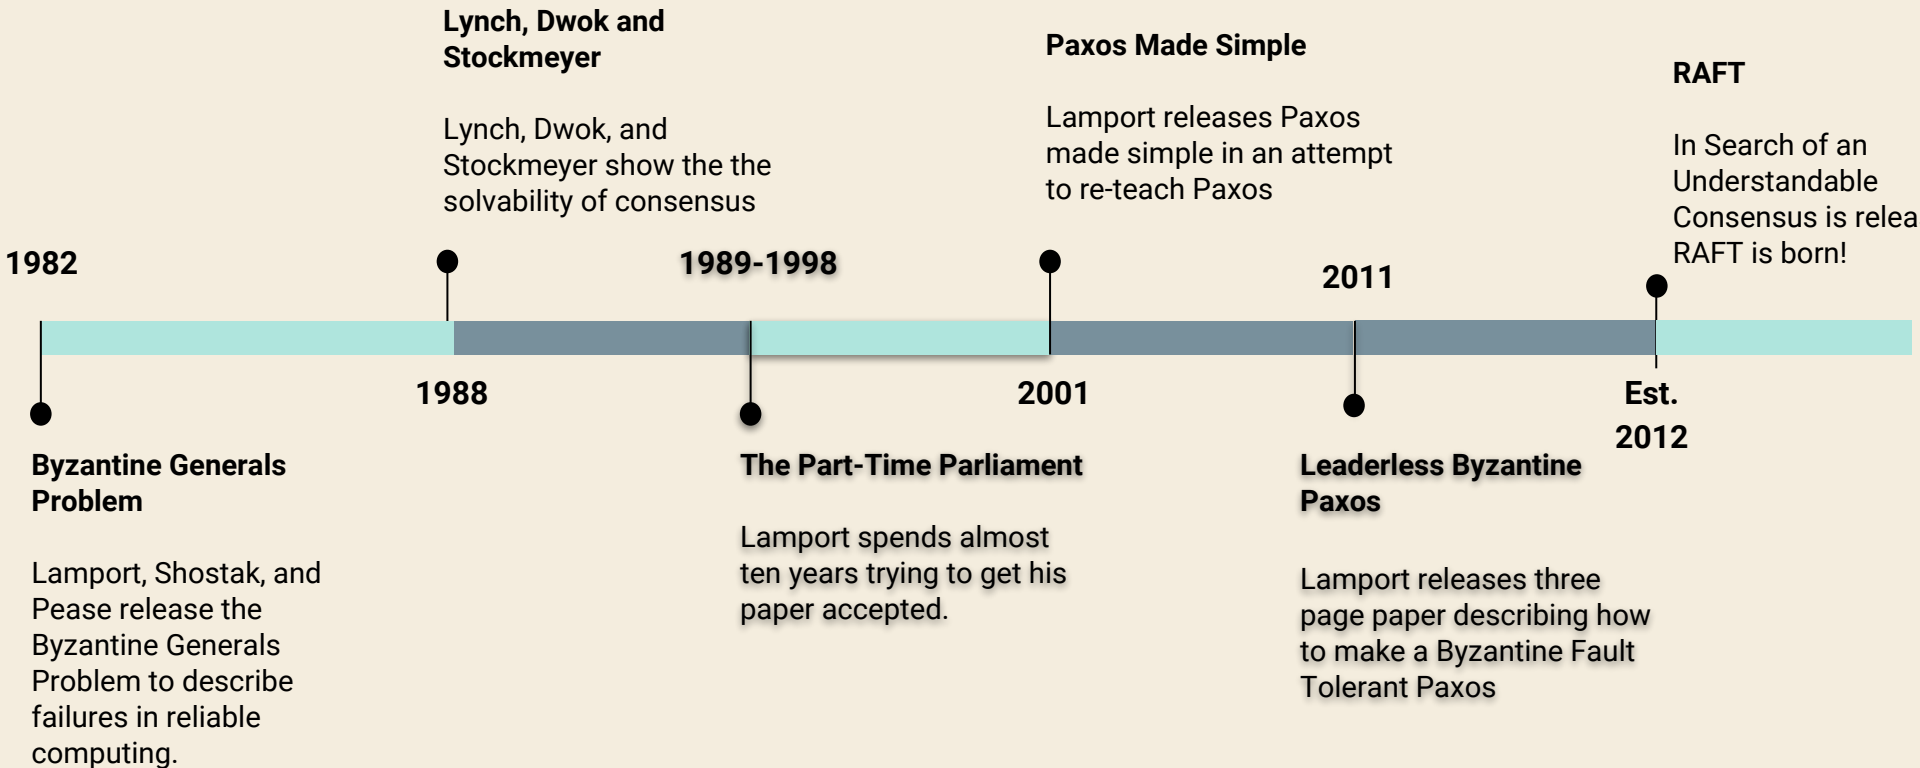 Lynch, Dwok and
Stockmeyer
Lynch, Dwok, and
Stockmeyer show the the
solvability of consensus
Paxos Made Simple
Lamport releases Paxos
made simple in an attempt
to re-teach Paxos
RAFT
In Search of an
Understandable
Consensus is relea
RAFT is born!
1982
1989-1998
2011
1988
2001
Est.
2012
Byzantine Generals
Problem
Lamport, Shostak, and
Pease release the
Byzantine Generals
Problem to describe
failures in reliable
computing.
The Part-Time Parliament
Lamport spends almost
ten years trying to get his
paper accepted.
Leaderless Byzantine
Paxos
Lamport releases three
page paper describing how
to make a Byzantine Fault
Tolerant Paxos